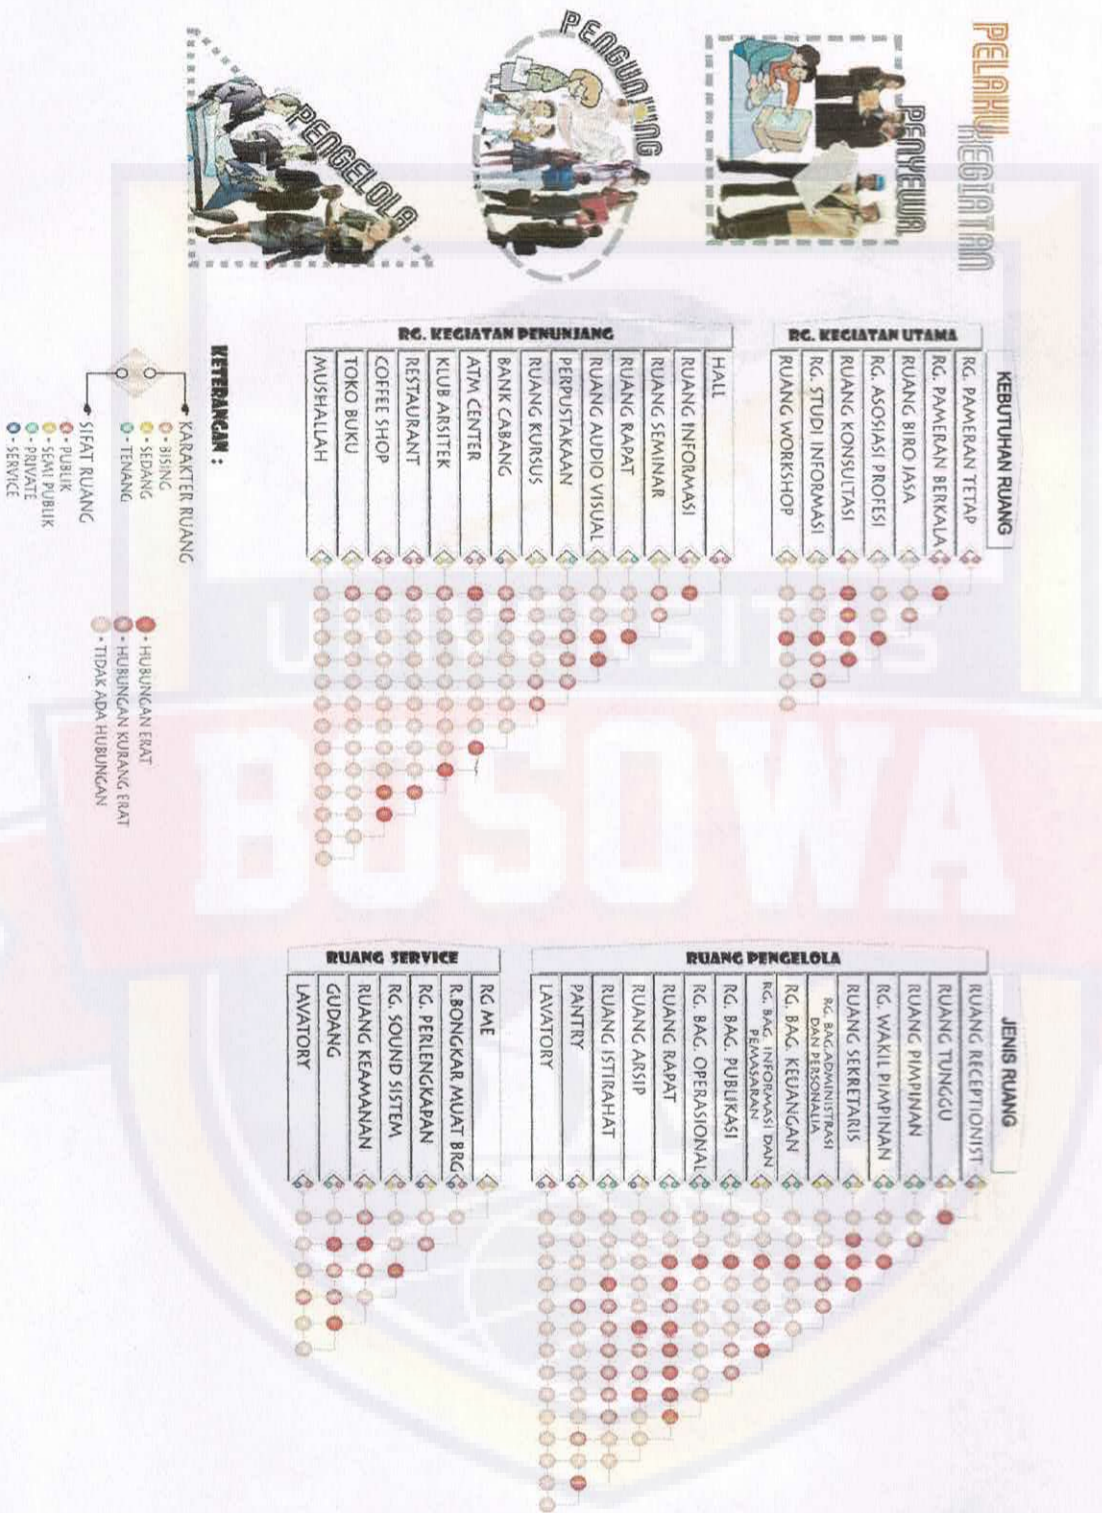 PELAKU KEGIATAN
PENYEWA
PENGUNJUNG
PENGELOLA
KEBUTUHAN RUANG
RG. KEGIATAN UTAMA
RG. PAMERAN TETAP
RG. PAMERAN BERKALA
RUANG BIRO JASA
RG. ASOSIASI PROFESI
RUANG KONSULTASI
RG. STUDI INFORMASI
RUANG WORKSHOP
RG. KEGIATAN PENUNJANG
HALL
RUANG INFORMASI
RUANG SEMINAR
RUANG RAPAT
RUANG AUDIO VISUAL
PERPUSTAKAAN
RUANG KURSUS
BANK CABANG
ATM CENTER
KLUB ARSITEK
RESTAURANT
COFFEE SHOP
TOKO BUKU
MUSHALLAH
KETERANGAN :
KARAKTER RUANG
- BISING
- SEDANG
- TENANG
SIFAT RUANG
- PUBLIK
- SEMI PUBLIK
- PRIVATE
- SERVICE
- HUBUNGAN ERAT
- HUBUNGAN KURANG ERAT
- TIDAK ADA HUBUNGAN
JENIS RUANG
RUANG PENGELOLA
RUANG RECEPTIONIST
RUANG TUNGGU
RUANG PIMPINAN
RG. WAKIL PIMPINAN
RUANG SEKRETARIS
RG. BAG.ADMINISTRASI
DAN PERSONALIA
RG. BAG. KEUANGAN
RG. BAG. INFORMASI DAN
PEMASARAN
RG. BAG. PUBLIKASI
RG. BAG. OPERASIONAL
RUANG RAPAT
RUANG ARSIP
RUANG ISTIRAHAT
PANTRY
LAVATORY
RUANG SERVICE
RG ME
R.BONGKAR MUAT BRG
RG. PERLENGKAPAN
RG. SOUND SISTEM
RUANG KEAMANAN
GUDANG
LAVATORY
UNIVERSITAS
BOSOWA